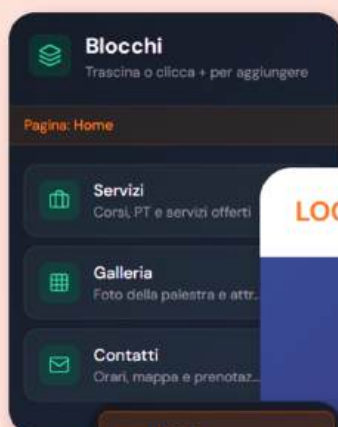 Blocchi
Trascina o clicca + per aggiungere
Pagina: Home
Servizi
Corsi, PT e servizi offerti
LOG
Galleria
Foto della palestra e attr...
Contatti
Orari, mappa e prenotaz...